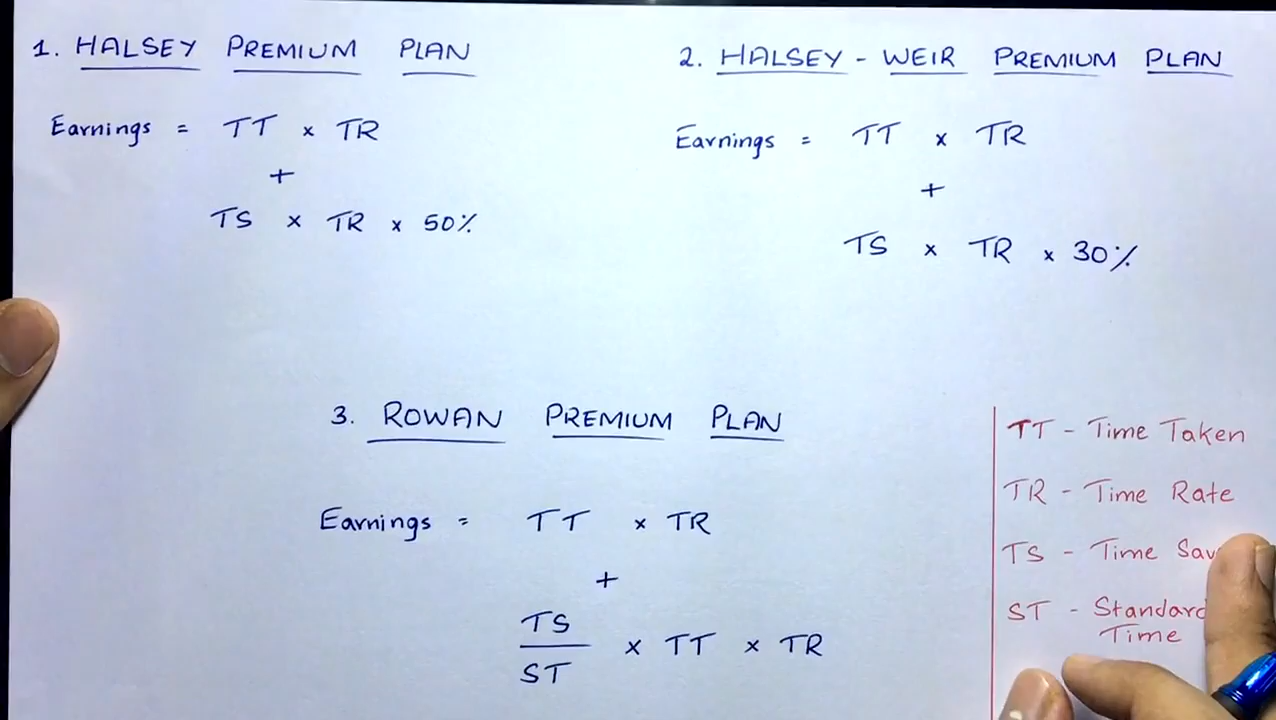 1. HALSEY PREMIUM PLAN
Earnings = TT x TR
+
TS x TR x 50%
2. HALSEY - WEIR PREMIUM PLAN
Earnings = TT x TR
+
TS x TR x 30%
3. ROWAN PREMIUM PLAN
Earnings = TT x TR
+
TS
ST
x TT x TR
TT - Time Taken
TR - Time Rate
TS - Time
ST - Standard
Time